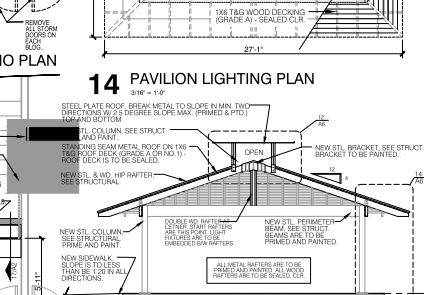 REMOVE
ALL STORM
DOORS ON
EACH
BLDG.
1X6 T&G WOOD DECKING
(GRADE A) - SEALED CLR.
27'-1"
IO PLAN
14 PAVILION LIGHTING PLAN
3/16" = 1'-0"
STEEL PLATE ROOF. BREAK METAL TO SLOPE IN MIN. TWO
DIRECTIONS W/ 2.5 DEGREE SLOPE MAX. (PRIMED & PTD.)
TOP AND BOTTOM
STL. COLUMN, SEE STRUCT.
AND PAINT.
STANDING SEAM METAL ROOF ON 1X6
T&G ROOF DECK (GRADE A OR NO.1) -
ROOF DECK IS TO BE SEALED.
NEW STL. & WD. HIP RAFTER,
SEE STRUCTURAL.
OPEN
12
A6
NEW STL. BRACKET, SEE STRUCT.
BRACKET TO BE PAINTED..
12
4
14
A6
NEW STL. COLUMN,
SEE STRUCTURAL
PRIME AND PAINT.
NEW SIDEWALK,
SLOPE IS TO LESS
THAN BE 1:20 IN ALL
DIRECTIONS.
DOUBLE WD. RAFTER AT
CETNER. START RAFTERS
ARE THIS POINT. LIGHT
FIXTURES ARE TO BE
EMBEDDED B/W RAFTERS
NEW STL. PERIMETER
BEAM, SEE STRUCT.
BEAMS ARE TO BE
PRIMED AND PAINTED.
ALL METAL RAFTERS ARE TO BE
PRIMED AND PAINTED. ALL WOOD
RAFTERS ARE TO BE SEALED. CLR.
17/A2
5'-11"